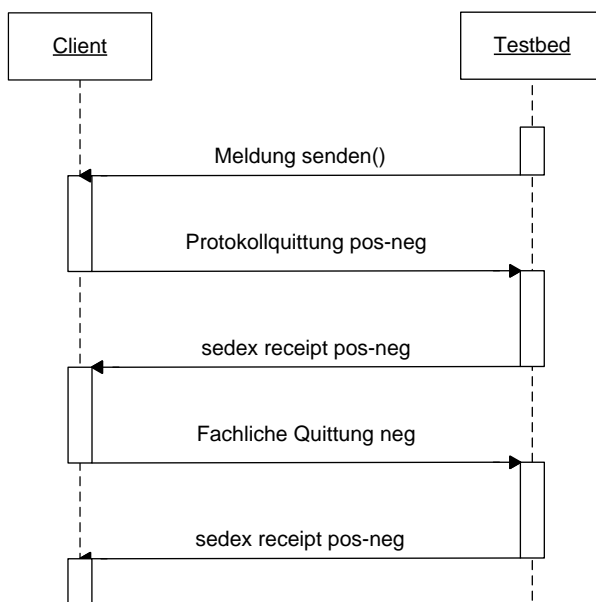 Client
Testbed
Meldung senden()
Protokollquittung pos-neg
sedex receipt pos-neg
Fachliche Quittung neg
sedex receipt pos-neg